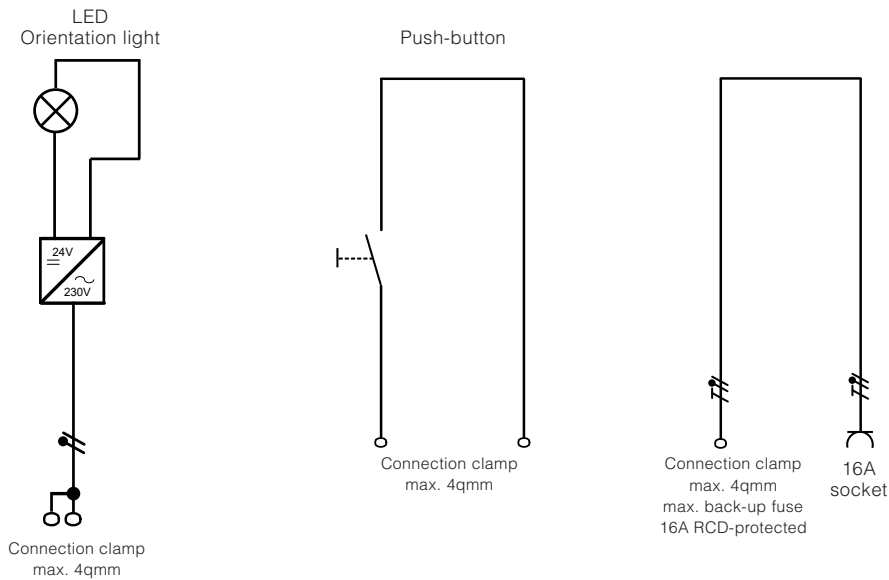 LED
Orientation light
24V
230V
Connection clamp
max. 4qmm
Push-button
Connection clamp
max. 4qmm
Connection clamp
max. 4qmm
max. back-up fuse
16A RCD-protected
16A
socket